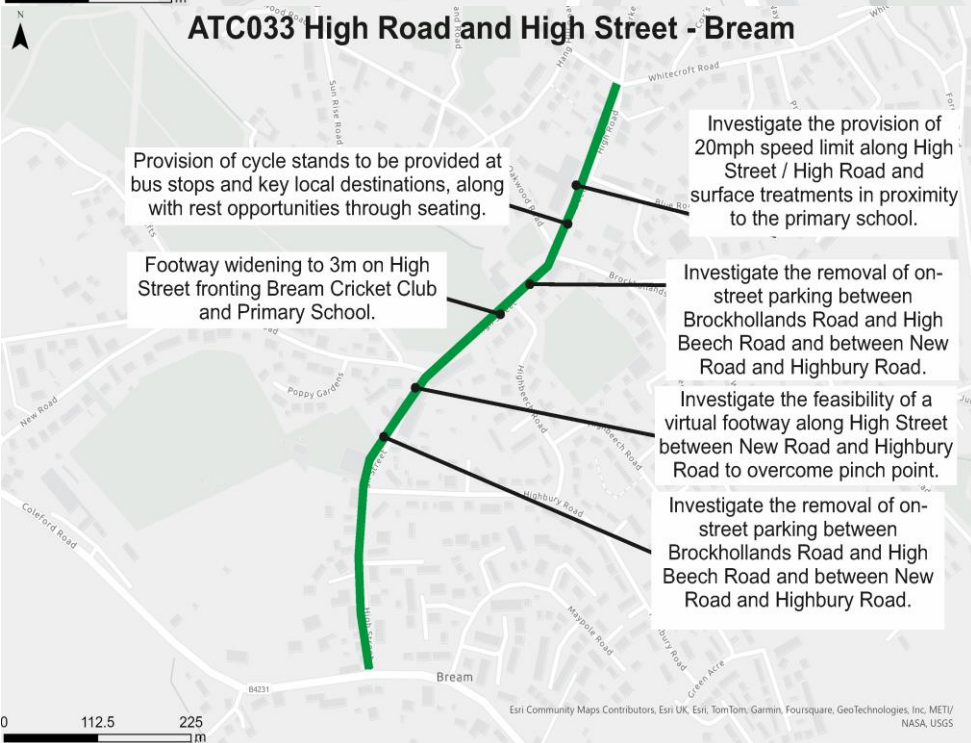 m
N
ATC033 High Road and High Street - Bream
Whitecroft Road
Sun Rise Road
High Road
Oakwood Road
Investigate the provision of
20mph speed limit along High
Street / High Road and
surface treatments in proximity
to the primary school.
Provision of cycle stands to be provided at
bus stops and key local destinations, along
with rest opportunities through seating.
Footway widening to 3m on High
Street fronting Bream Cricket Club
and Primary School.
Investigate the removal of on-
street parking between
Brockhollands Road and High
Beech Road and between New
Road and Highbury Road.
Poppy Gardens
New Road
Highbeech Road
Investigate the feasibility of a
virtual footway along High Street
between New Road and Highbury
Road to overcome pinch point.
Highbury Road
Investigate the removal of on-
street parking between
Brockhollands Road and High
Beech Road and between New
Road and Highbury Road.
Coleford Road
Maypole Road
High Street
Green Acre
Bream
B4231
0 112.5 225
m
Esri Community Maps Contributors, Esri UK, Esri, TomTom, Garmin, Foursquare, GeoTechnologies, Inc, METI/
NASA, USGS